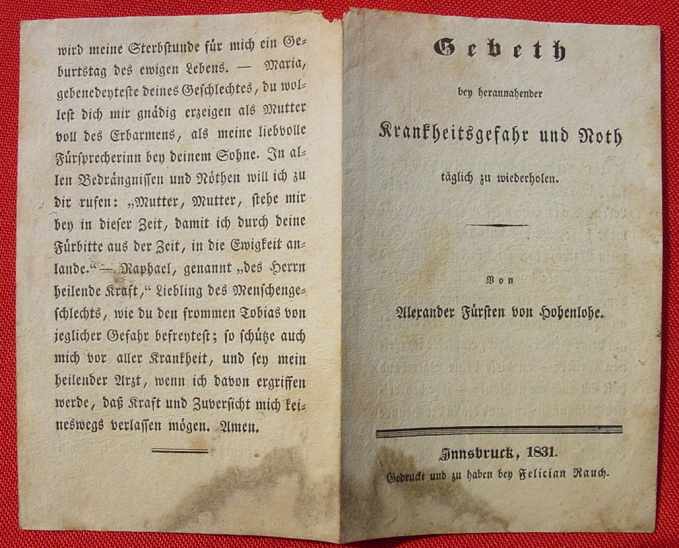 wird meine Sterbstunde für mich ein Ge-
burtstag des ewigen Lebens. — Maria,
gebenedeyteste deines Geschlechtes, du wol-
lest dich mir gnädig erzeigen als Mutter
voll des Erbarmens, als meine liebvolle
Fürsprecherinn bey deinem Sohne. In al-
len Bedrängnissen und Nöthen will ich zu
dir rufen: „Mutter, Mutter, stehe mir
bey in dieser Zeit, damit ich durch deine
Fürbitte aus der Zeit, in die Ewigkeit an-
lande.“ — Raphael, genannt „des Herrn
heilende Kraft,“ Liebling des Menschenge-
schlechts, wie du den frommen Tobias von
jeglicher Gefahr befreytest; so schütze auch
mich vor aller Krankheit, und sey mein
heilender Arzt, wenn ich davon ergriffen
werde, daß Kraft und Zuversicht mich kei-
neswegs verlassen mögen. Amen.
Gebeth
bey herannahender
Krankheitsgefahr und Noth
täglich zu wiederholen.
Von
Alexander Fürsten von Hohenlohe.
Innsbruck, 1831.
Gedruckt und zu haben bey Felician Rauch.